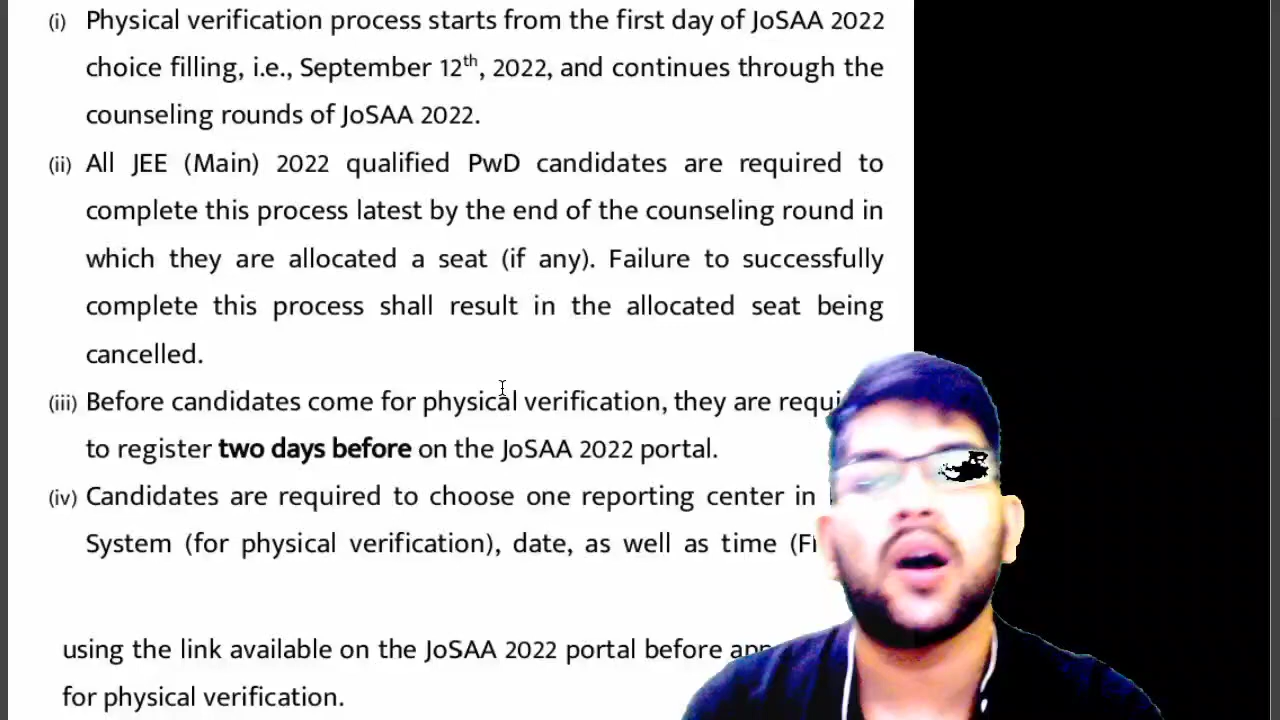 (i) Physical verification process starts from the first day of JoSAA 2022
choice filling, i.e., September 12th, 2022, and continues through the
counseling rounds of JoSAA 2022.
(ii) All JEE (Main) 2022 qualified PwD candidates are required to
complete this process latest by the end of the counseling round in
which they are allocated a seat (if any). Failure to successfully
complete this process shall result in the allocated seat being
cancelled.
(iii) Before candidates come for physical verification, they are
to register two days before on the JoSAA 2022 portal.
(iv) Candidates are required to choose one reporting center in
System (for physical verification), date, as well as time
using the link available on the JoSAA 2022 portal before
for physical verification.